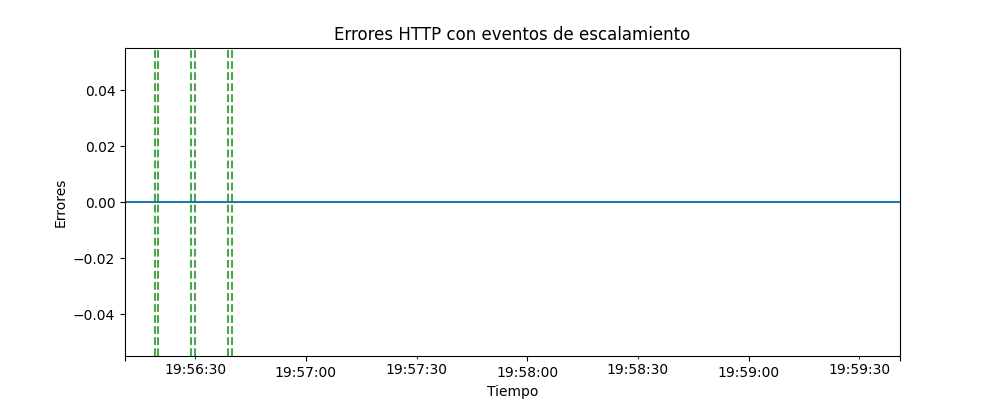 Errores HTTP con eventos de escalamiento
0.04
0.02
0.00
−0.02
−0.04
Errores
19:56:30 19:57:00 19:57:30 19:58:00 19:58:30 19:59:00 19:59:30
Tiempo